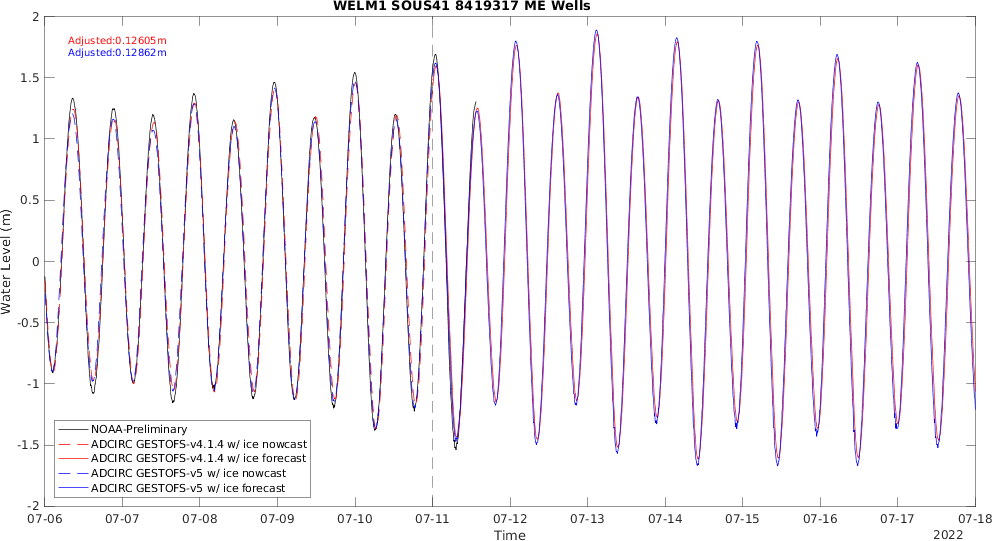 WELM1 SOUS41 8419317 ME Wells
Adjusted:0.12605m
Adjusted:0.12862m
2
1.5
1
0.5
0
-0.5
-1
-1.5
-2
Water Level (m)
NOAA-Preliminary
ADCIRC GESTOFS-v4.1.4 w/ ice nowcast
ADCIRC GESTOFS-v4.1.4 w/ ice forecast
ADCIRC GESTOFS-v5 w/ ice nowcast
ADCIRC GESTOFS-v5 w/ ice forecast
07-06 07-07 07-08 07-09 07-10 07-11 07-12 07-13 07-14 07-15 07-16 07-17 07-18
Time
2022